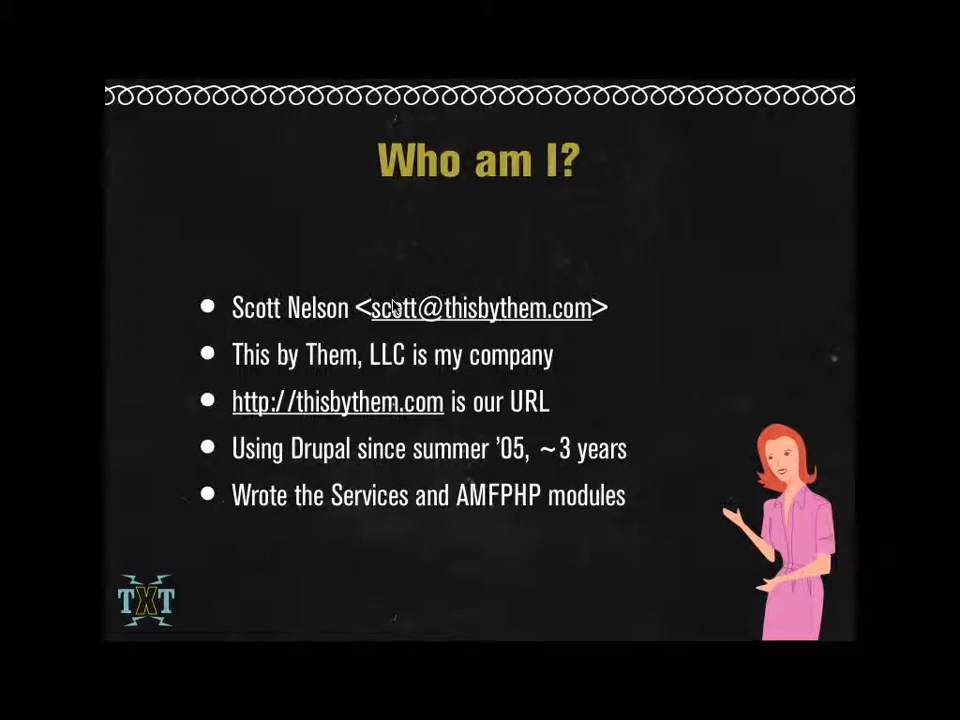 Who am I?
Scott Nelson <scott@thisbythem.com>
This by Them, LLC is my company
http://thisbythem.com is our URL
Using Drupal since summer ’05, ~3 years
Wrote the Services and AMFPHP modules
TXT